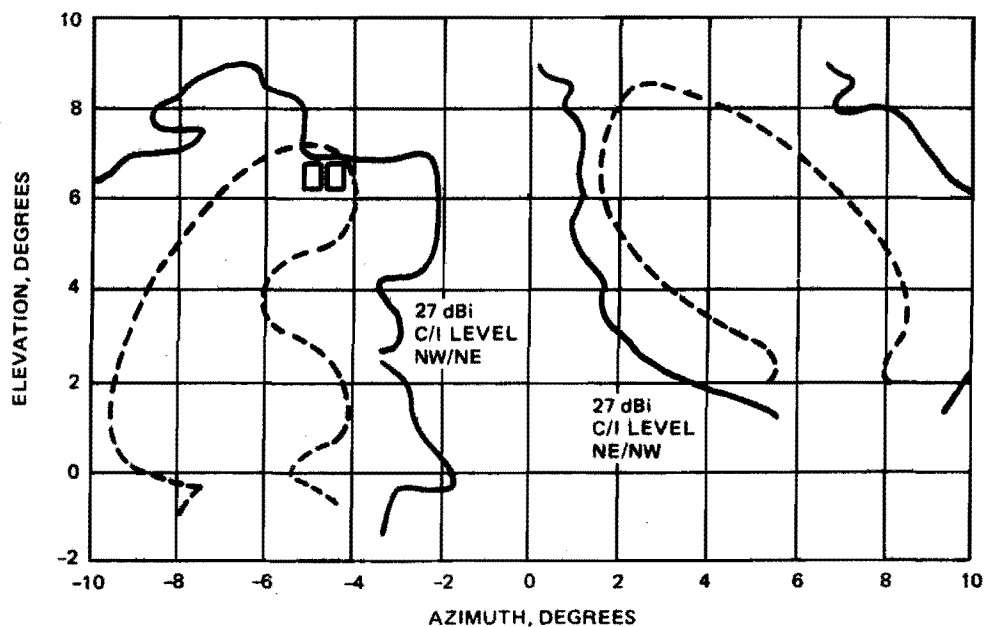 10
8
6
4
2
0
-2
ELEVATION, DEGREES
27 dBi
C/I LEVEL
NW/NE
27 dBi
C/I LEVEL
NE/NW
-10 -8 -6 -4 -2 0 2 4 6 8 10
AZIMUTH, DEGREES